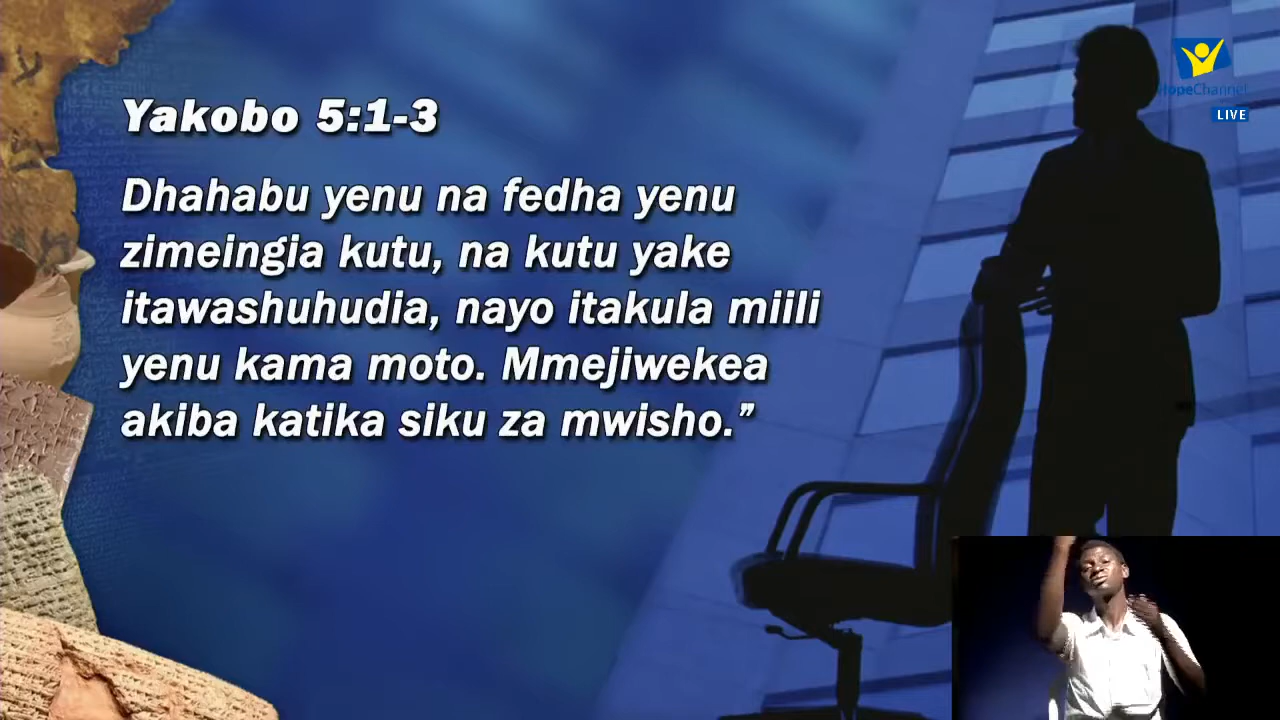 Yakobo 5:1-3
Dhahabu yenu na fedha yenu
zimeingia kutu, na kutu yake
itawashuhudia, nayo itakula miili
yenu kama moto. Mmejiwekea
akiba katika siku za mwisho.”
HopeChannel
LIVE